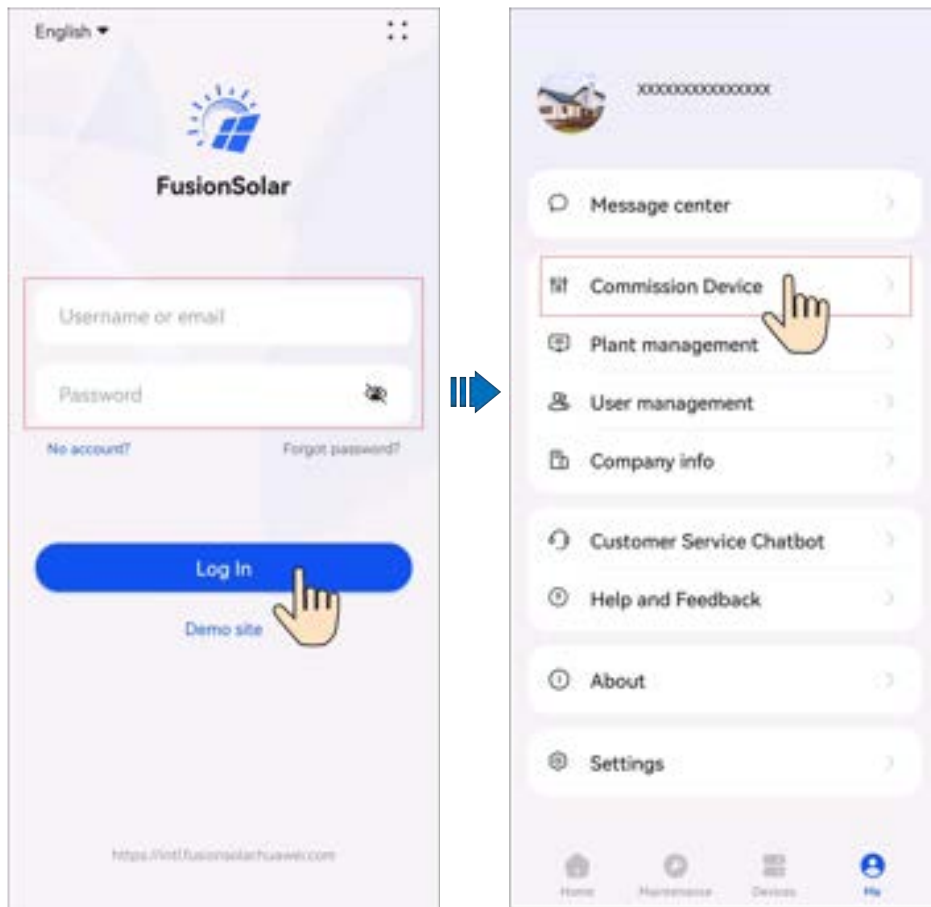 English
FusionSolar
Username or email
Password
No account?
Forgot password?
Log In
Demo site
https://intl.fusionsolar.huawei.com
xxxxxxxxxxxxxxx
Message center
Commission Device
Plant management
User management
Company info
Customer Service Chatbot
Help and Feedback
About
Settings
Home
Maintenance
Devices
Me